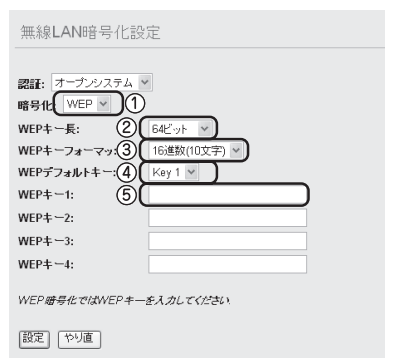 無線LAN暗号化設定
認証: オープンシステム
暗号化: WEP ①
WEPキー長: ② 64ビット
WEPキーフォーマッ: ③ 16進数(10文字)
WEPデフォルトキー: ④ Key 1
WEPキー1: ⑤
WEPキー2:
WEPキー3:
WEPキー4:
WEP暗号化ではWEPキーを入力してください.
設定 やり直